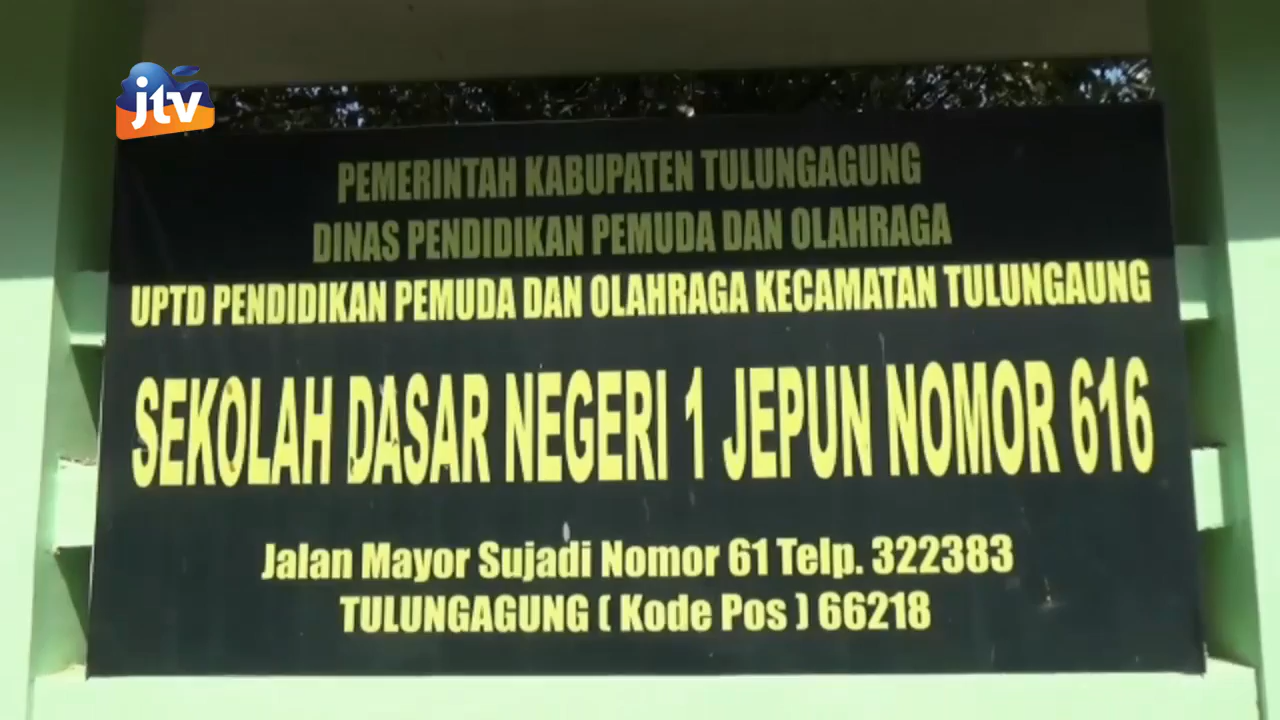 jtv
PEMERINTAH KABUPATEN TULUNGAGUNG
DINAS PENDIDIKAN PEMUDA DAN OLAHRAGA
UPTD PENDIDIKAN PEMUDA DAN OLAHRAGA KECAMATAN TULUNGAUNG
SEKOLAH DASAR NEGERI 1 JEPUN NOMOR 616
Jalan Mayor Sujadi Nomor 61 Telp. 322383
TULUNGAGUNG ( Kode Pos ) 66218